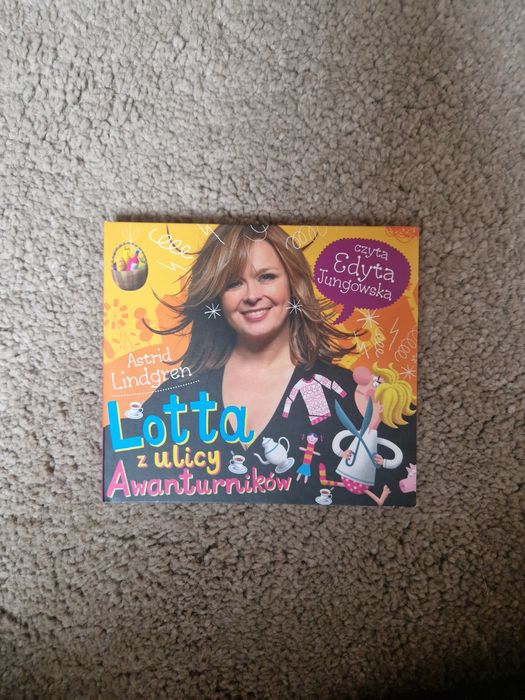 czyta
Edyta
Jungowska
Astrid
Lindgren
Lotta
z ulicy
Awanturników